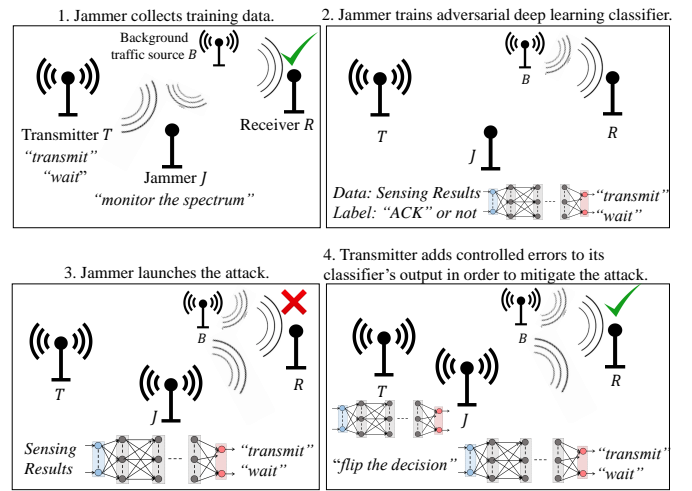 1. Jammer collects training data.
Background
traffic source B
Transmitter T
"transmit"
"wait"
Receiver R
Jammer J
"monitor the spectrum"
2. Jammer trains adversarial deep learning classifier.
B
T
R
J
Data: Sensing Results
Label: "ACK" or not
"transmit"
"wait"
3. Jammer launches the attack.
B
T
R
J
Sensing
Results
"transmit"
"wait"
4. Transmitter adds controlled errors to its
classifier's output in order to mitigate the attack.
B
T
R
J
"flip the decision"
"transmit"
"wait"